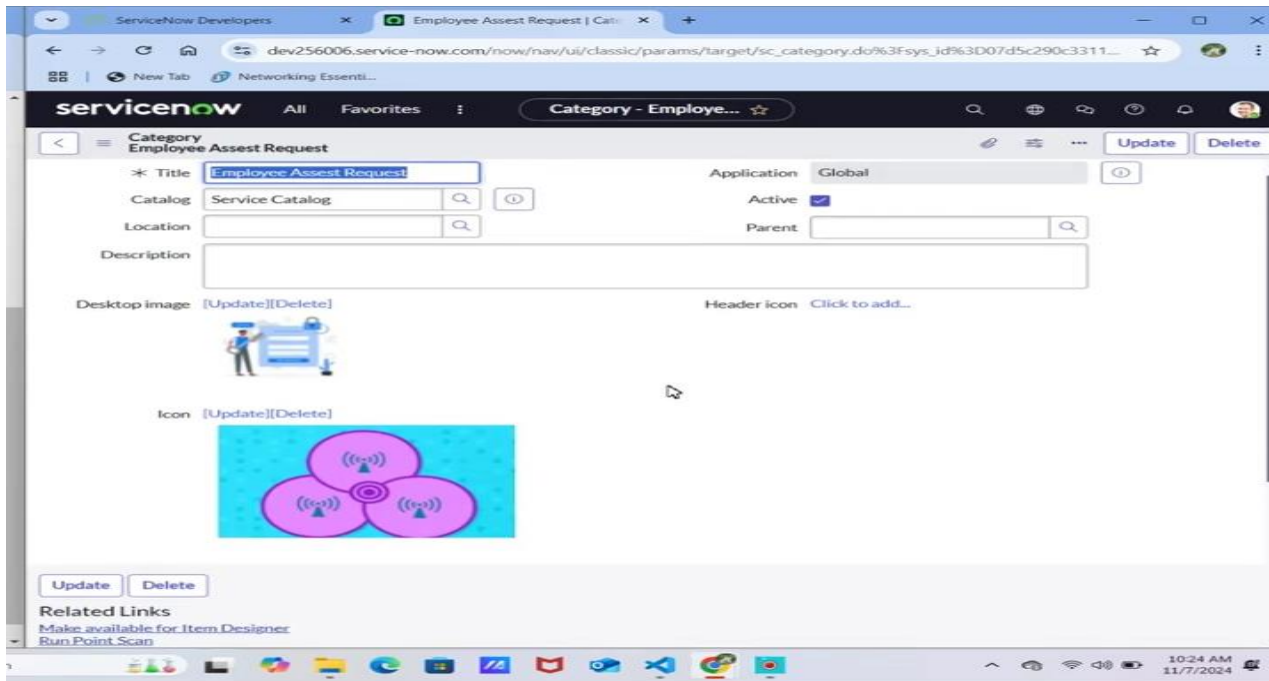 ServiceNow Developers
Employee Assest Request | Cat
dev256006.service-now.com/now/nav/ui/classic/params/target/sc_category.do%3Fsys_id%3D07d5c290c3311...
New Tab Networking Essenti...
servicenow All Favorites Category - Employe...
Category
Employee Assest Request
Update Delete
Title Employee Assest Request Application Global
Catalog Service Catalog Active
Location Parent
Description
Desktop image [Update][Delete] Header icon Click to add...
Icon [Update][Delete]
Update Delete
Related Links
Make available for Item Designer
Run Point Scan
10:24 AM
11/7/2024